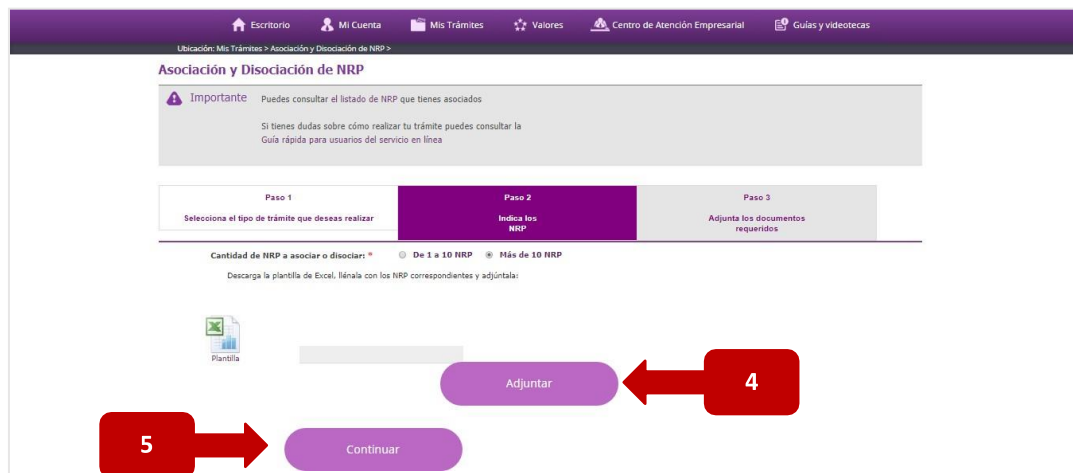 Escritorio Mi Cuenta Mis Trámites Valores Centro de Atención Empresarial Guías y videotecas
Ubicación: Mis Trámites > Asociación y Disociación de NRP >
Asociación y Disociación de NRP
Importante Puedes consultar el listado de NRP que tienes asociados
Si tienes dudas sobre cómo realizar tu trámite puedes consultar la
Guía rápida para usuarios del servicio en línea
Paso 1
Selecciona el tipo de trámite que deseas realizar
Paso 2
Indica los
NRP
Paso 3
Adjunta los documentos
requeridos
Cantidad de NRP a asociar o disociar: * De 1 a 10 NRP Más de 10 NRP
Descarga la plantilla de Excel, llénala con los NRP correspondientes y adjúntala:
Plantilla
Adjuntar
4
5
Continuar